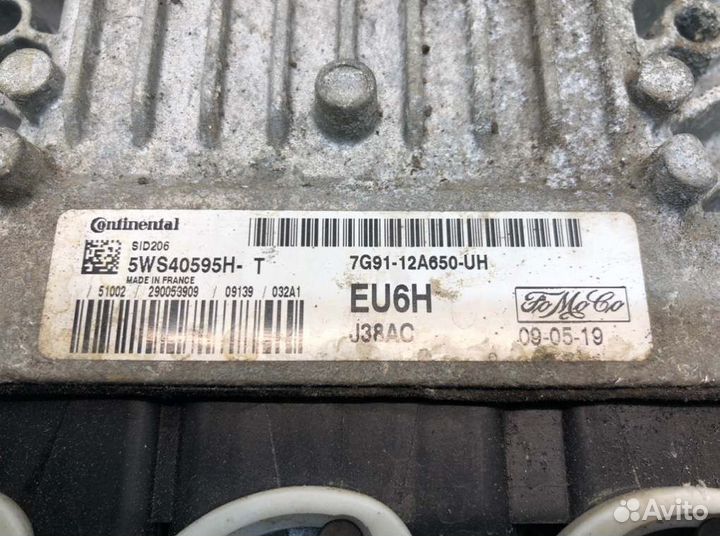 Continental
SID206
5WS40595H- T
MADE IN FRANCE
/ 51002 / 290053909 / 09139 / 032A1
7G91-12A650-UH
EU6H
J38AC
FoMoCo
09-05-19
Avito